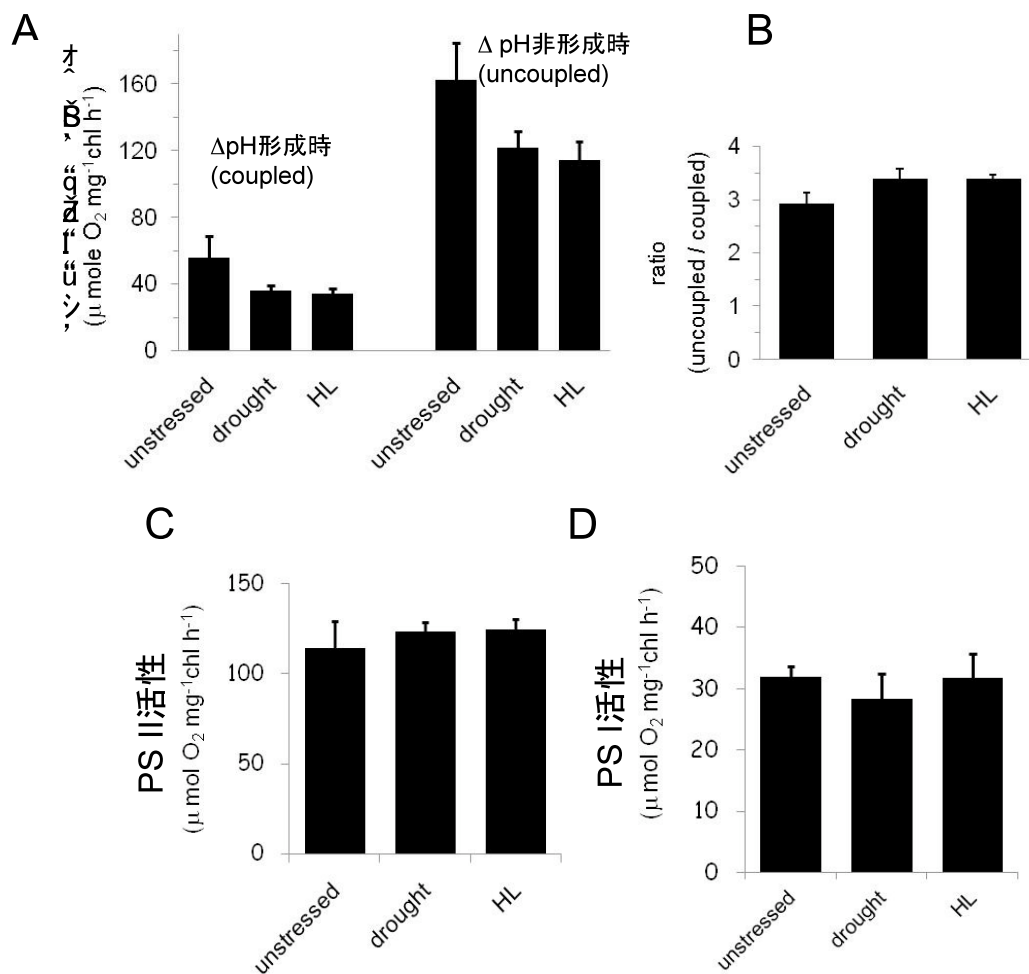 A
ΔpH形成時
(coupled)
Δ pH非形成時
(uncoupled)
(μmole O2 mg-1chl h-1)
160
120
80
40
0
unstressed
drought
HL
unstressed
drought
HL
B
ratio
(uncoupled / coupled)
4
3
2
1
0
unstressed
drought
HL
C
PS II活性
(μmol O2 mg-1chl h-1)
150
100
50
0
unstressed
drought
HL
D
PS I活性
(μmol O2 mg-1chl h-1)
50
40
30
20
10
0
unstressed
drought
HL